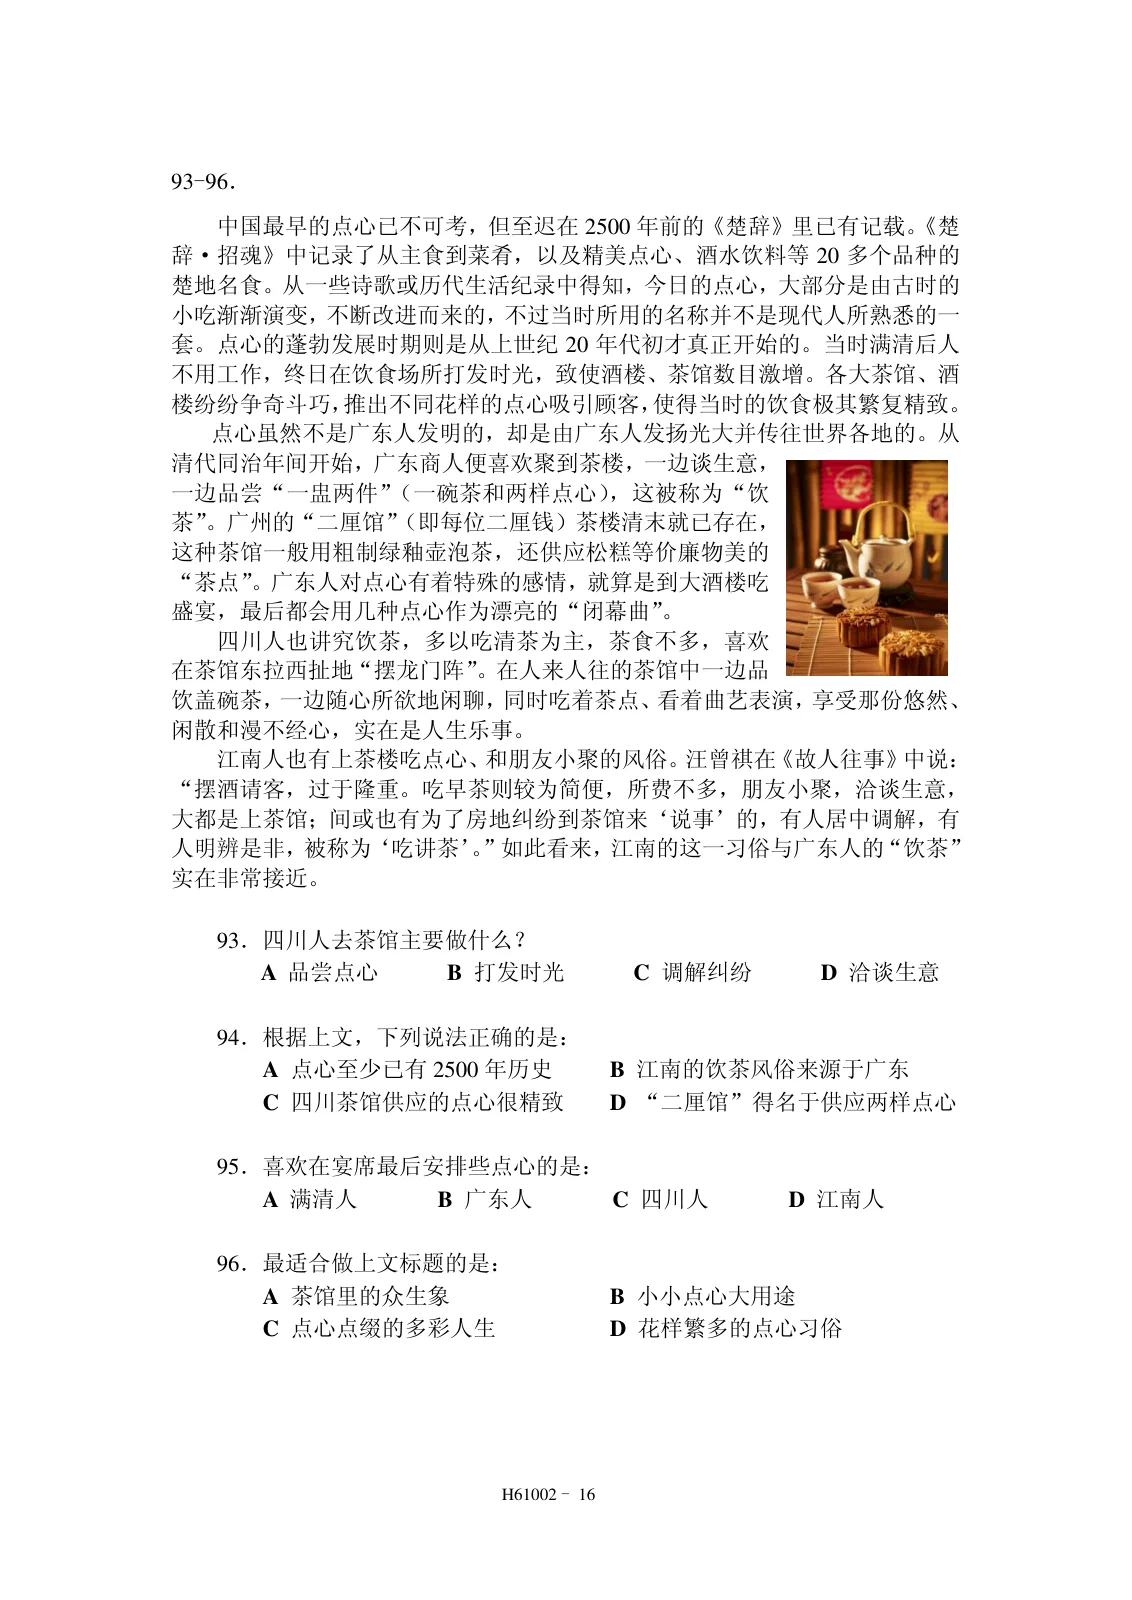 93-96.
中国最早的点心已不可考，但至迟在 2500 年前的《楚辞》里已有记载。《楚
辞·招魂》中记录了从主食到菜肴，以及精美点心、酒水饮料等 20 多个品种的
楚地名食。从一些诗歌或历代生活纪录中得知，今日的点心，大部分是由古时的
小吃渐渐演变，不断改进而来的，不过当时所用的名称并不是现代人所熟悉的一
套。点心的蓬勃发展时期则是从上世纪 20 年代初才真正开始的。当时满清后人
不用工作，终日在饮食场所打发时光，致使酒楼、茶馆数目激增。各大茶馆、酒
楼纷纷争奇斗巧，推出不同花样的点心吸引顾客，使得当时的饮食极其繁复精致。
点心虽然不是广东人发明的，却是由广东人发扬光大并传往世界各地的。从
清代同治年间开始，广东商人便喜欢聚到茶楼，一边谈生意，
一边品尝“一盅两件”（一碗茶和两样点心），这被称为“饮
茶”。广州的“二厘馆”（即每位二厘钱）茶楼清末就已存在，
这种茶馆一般用粗制绿釉壶泡茶，还供应松糕等价廉物美的
“茶点”。广东人对点心有着特殊的感情，就算是到大酒楼吃
盛宴，最后都会用几种点心作为漂亮的“闭幕曲”。
四川人也讲究饮茶，多以吃清茶为主，茶食不多，喜欢
在茶馆东拉西扯地“摆龙门阵”。在人来人往的茶馆中一边品
饮盖碗茶，一边随心所欲地闲聊，同时吃着茶点、看着曲艺表演，享受那份悠然、
闲散和漫不经心，实在是人生乐事。
江南人也有上茶楼吃点心、和朋友小聚的风俗。汪曾祺在《故人往事》中说：
“摆酒请客，过于隆重。吃早茶则较为简便，所费不多，朋友小聚，洽谈生意，
大都是上茶馆；间或也有为了房地纠纷到茶馆来‘说事’的，有人居中调解，有
人明辨是非，被称为‘吃讲茶’。”如此看来，江南的这一习俗与广东人的“饮茶”
实在非常接近。
93．四川人去茶馆主要做什么？
A 品尝点心 B 打发时光 C 调解纠纷 D 洽谈生意
94．根据上文，下列说法正确的是：
A 点心至少已有 2500 年历史 B 江南的饮茶风俗来源于广东
C 四川茶馆供应的点心很精致 D “二厘馆”得名于供应两样点心
95．喜欢在宴席最后安排些点心的是：
A 满清人 B 广东人 C 四川人 D 江南人
96．最适合做上文标题的是：
A 茶馆里的众生象 B 小小点心大用途
C 点心点缀的多彩人生 D 花样繁多的点心习俗
H61002 - 16